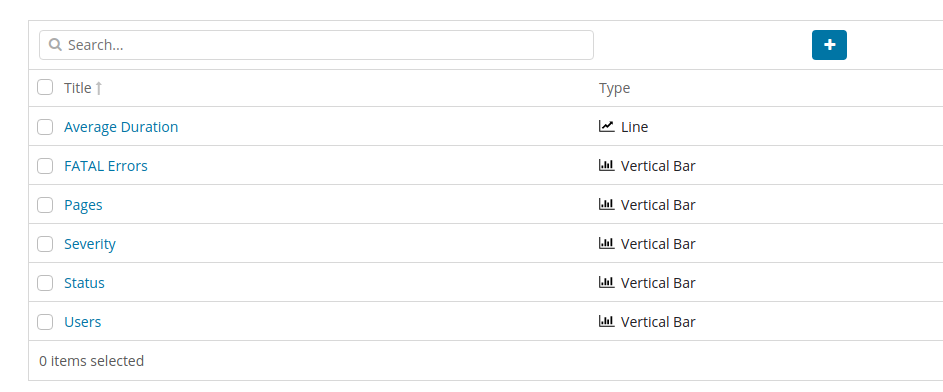 Search...
Title Type
Average Duration Line
FATAL Errors Vertical Bar
Pages Vertical Bar
Severity Vertical Bar
Status Vertical Bar
Users Vertical Bar
0 items selected